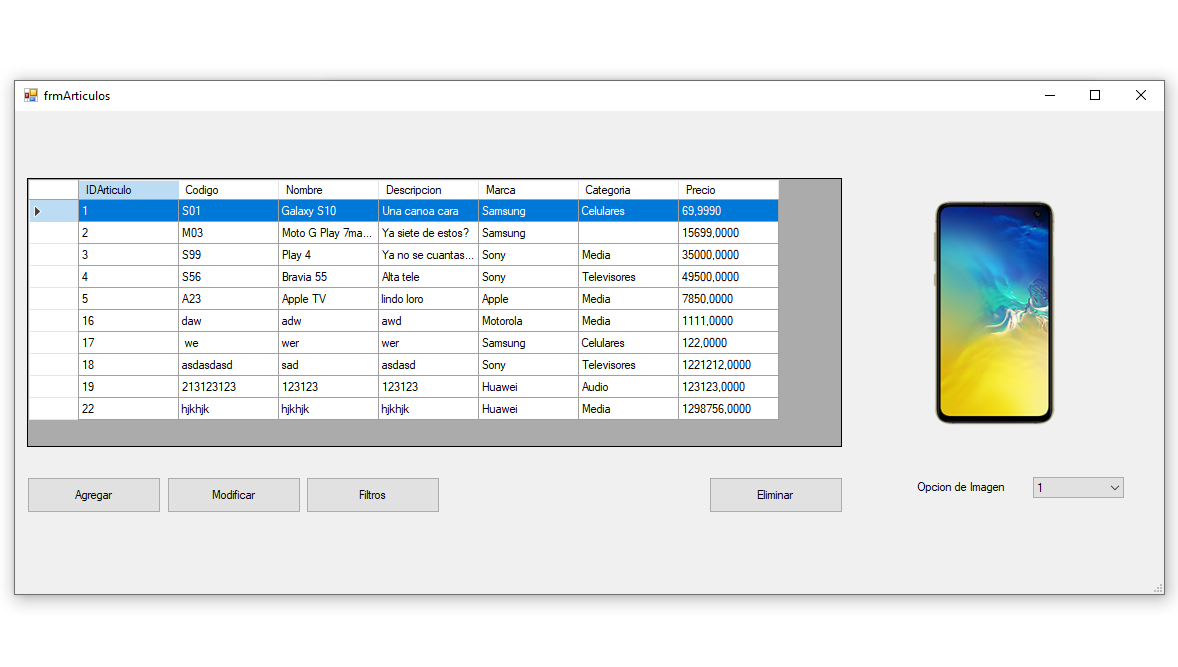 frmArticulos
IDArticulo Codigo Nombre Descripcion Marca Categoria Precio
1 S01 Galaxy S10 Una canoa cara Samsung Celulares 69,9990
2 M03 Moto G Play 7ma... Ya siete de estos? Samsung 15699,0000
3 S99 Play 4 Ya no se cuantas... Sony Media 35000,0000
4 S56 Bravia 55 Alta tele Sony Televisores 49500,0000
5 A23 Apple TV lindo loro Apple Media 7850,0000
16 daw adw awd Motorola Media 1111,0000
17 we wer wer Samsung Celulares 122,0000
18 asdasdasd sad asdasd Sony Televisores 1221212,0000
19 213123123 123123 123123 Huawei Audio 123123,0000
22 hjkhjk hjkhjk hjkhjk Huawei Media 1298756,0000
Agregar Modificar Filtros Eliminar Opcion de Imagen 1